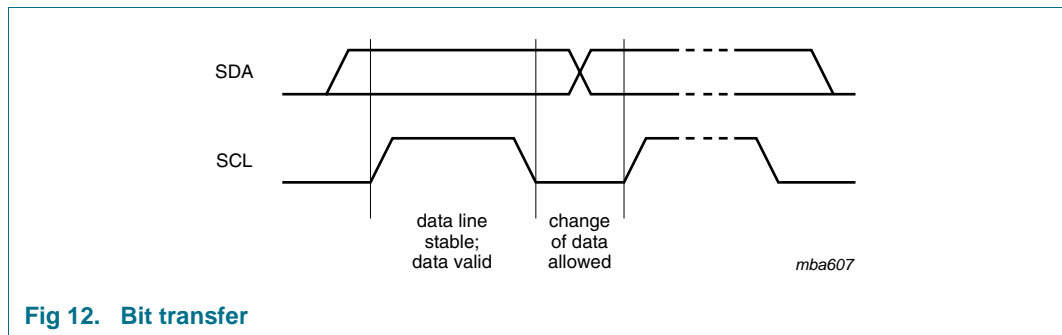 SDA
SCL
data line
stable;
data valid
change
of data
allowed
mba607
Fig 12. Bit transfer